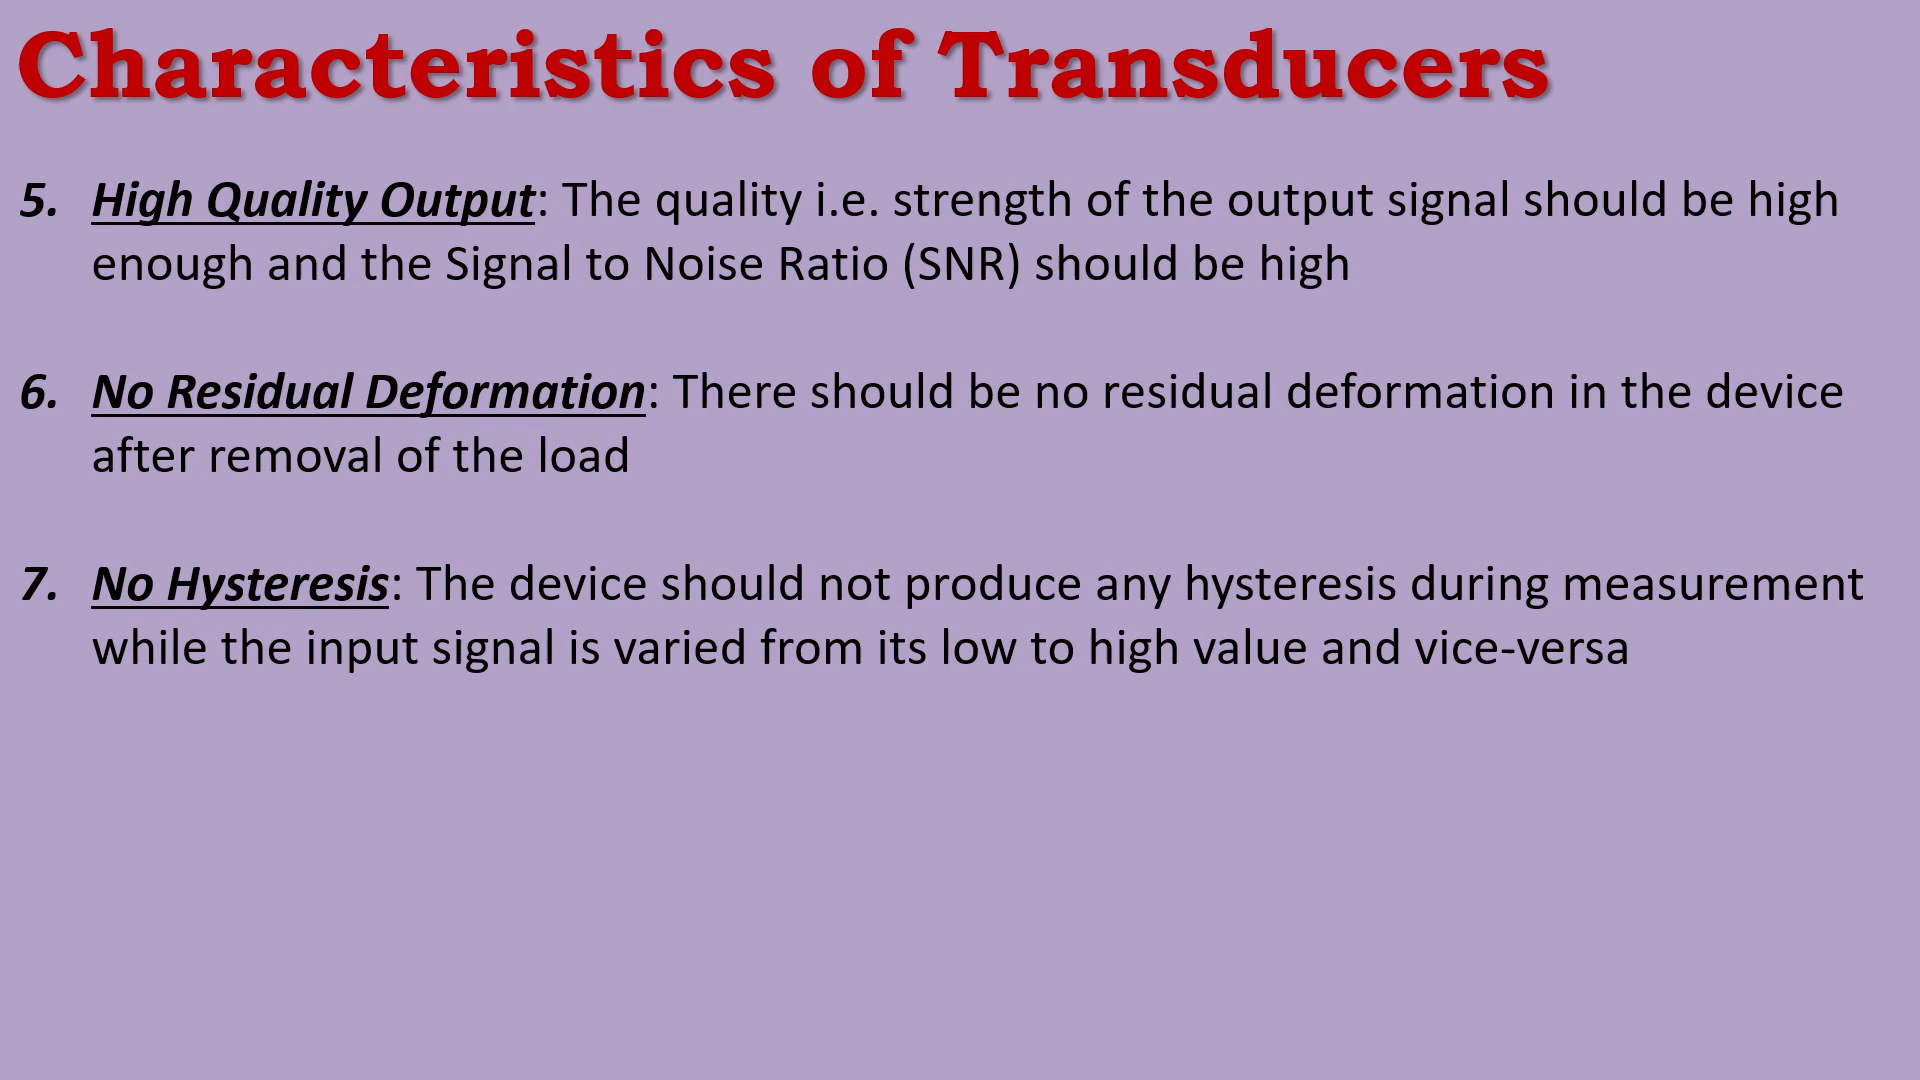 Characteristics of Transducers
5. High Quality Output: The quality i.e. strength of the output signal should be high
enough and the Signal to Noise Ratio (SNR) should be high
6. No Residual Deformation: There should be no residual deformation in the device
after removal of the load
7. No Hysteresis: The device should not produce any hysteresis during measurement
while the input signal is varied from its low to high value and vice-versa